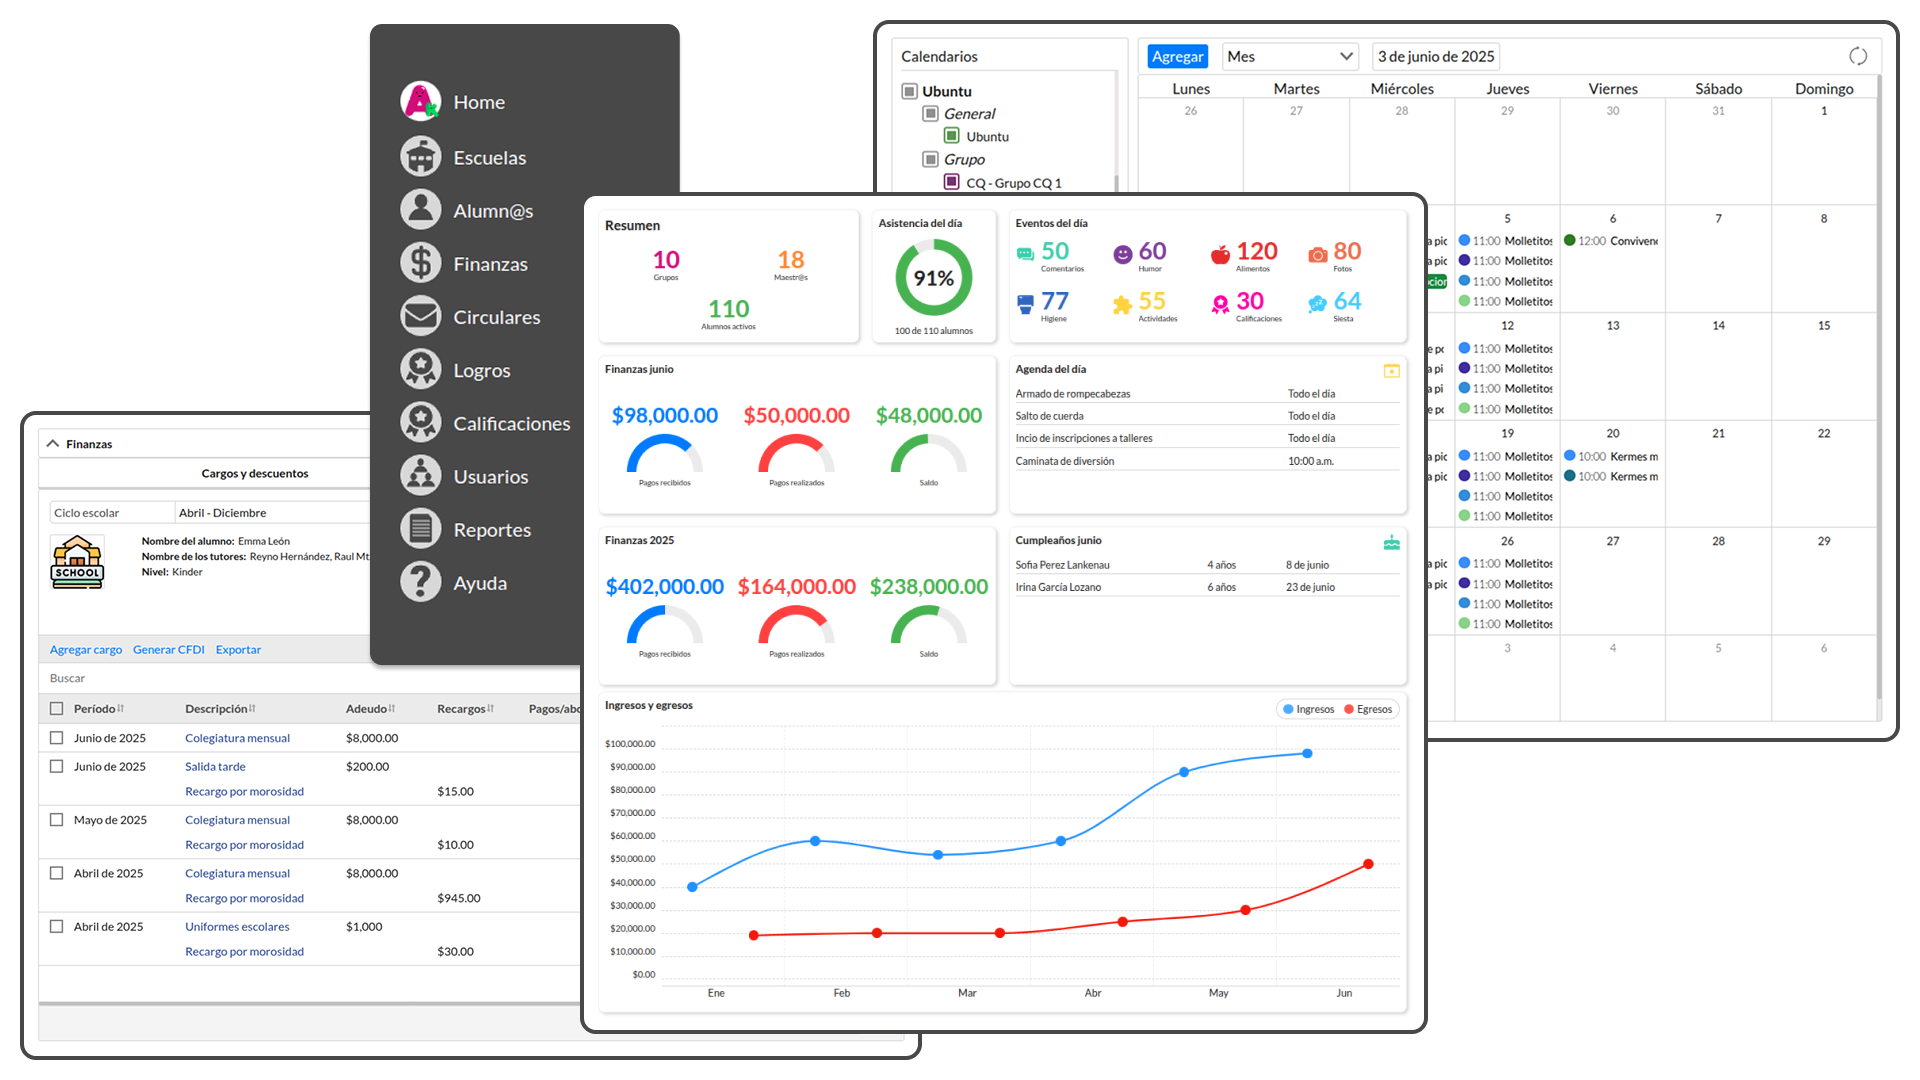 Home
Escuelas
Alumn@s
Finanzas
Circulares
Logros
Calificaciones
Usuarios
Reportes
Ayuda
Calendarios
Ubuntu
General
Ubuntu
Grupo
CQ - Grupo CQ 1
Agregar Mes 3 de junio de 2025
Lunes Martes Miércoles Jueves Viernes Sábado Domingo
26 27 28 29 30 31 1
5 6 7 8
a pic 11:00 Molletitos 12:00 Convivenc
a pic 11:00 Molletitos
cior 11:00 Molletitos
11:00 Molletitos
12 13 14 15
e pc 11:00 Molletitos
a pi 11:00 Molletitos
a pi 11:00 Molletitos
e pc 11:00 Molletitos
19 20 21 22
a pic 11:00 Molletitos 10:00 Kermes m
a pic 11:00 Molletitos 10:00 Kermes m
11:00 Molletitos
11:00 Molletitos
26 27 28 29
a pic 11:00 Molletitos
a pic 11:00 Molletitos
11:00 Molletitos
11:00 Molletitos
3 4 5 6
Resumen
10 18
Grupos Maestr@s
110
Alumnos activos
Asistencia del día
91%
100 de 110 alumnos
Eventos del día
50 60 120 80
Comentarios Humor Alimentos Fotos
77 55 30 64
Higiene Actividades Calificaciones Siesta
Finanzas junio
$98,000.00 $50,000.00 $48,000.00
Pagos recibidos Pagos realizados Saldo
Agenda del día
Armado de rompecabezas Todo el día
Salto de cuerda Todo el día
Incio de inscripciones a talleres Todo el día
Caminata de diversión 10:00 a.m.
Finanzas 2025
$402,000.00 $164,000.00 $238,000.00
Pagos recibidos Pagos realizados Saldo
Cumpleaños junio
Sofia Perez Lankenau 4 años 8 de junio
Irina García Lozano 6 años 23 de junio
Ingresos y egresos
Ingresos Egresos
$100,000.00
$90,000.00
$80,000.00
$70,000.00
$60,000.00
$50,000.00
$40,000.00
$30,000.00
$20,000.00
$10,000.00
$0.00
Ene Feb Mar Abr May Jun
Finanzas
Cargos y descuentos
Ciclo escolar Abril - Diciembre
SCHOOL
Nombre del alumno: Emma León
Nombre de los tutores: Reyno Hernández, Raul Mt
Nivel: Kinder
Agregar cargo Generar CFDI Exportar
Buscar
Período Descripción Adeudo Recargos Pagos/abo
Junio de 2025 Colegiatura mensual $8,000.00
Junio de 2025 Salida tarde $200.00
Recargo por morosidad $15.00
Mayo de 2025 Colegiatura mensual $8,000.00
Recargo por morosidad $10.00
Abril de 2025 Colegiatura mensual $8,000.00
Recargo por morosidad $945.00
Abril de 2025 Uniformes escolares $1,000
Recargo por morosidad $30.00